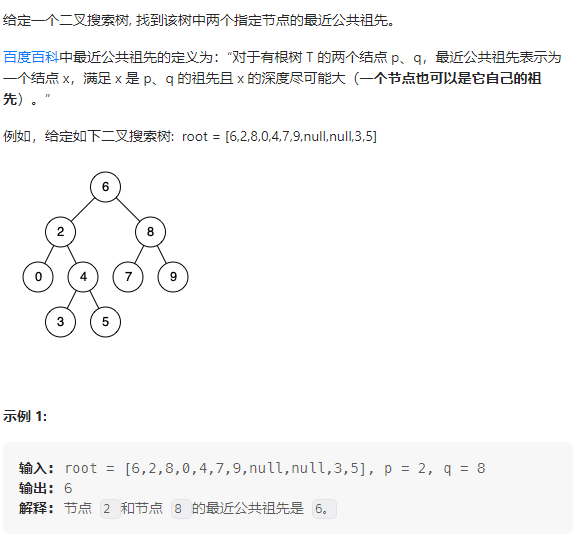 给定一个二叉搜索树, 找到该树中两个指定节点的最近公共祖先。
百度百科中最近公共祖先的定义为：“对于有根树 T 的两个结点 p、q，最近公共祖先表示为
一个结点 x，满足 x 是 p、q 的祖先且 x 的深度尽可能大（一个节点也可以是它自己的祖
先）。”
例如，给定如下二叉搜索树:  root = [6,2,8,0,4,7,9,null,null,3,5]
6
2 8
0 4 7 9
3 5
示例 1:
输入: root = [6,2,8,0,4,7,9,null,null,3,5], p = 2, q = 8
输出: 6
解释: 节点 2 和节点 8 的最近公共祖先是 6。